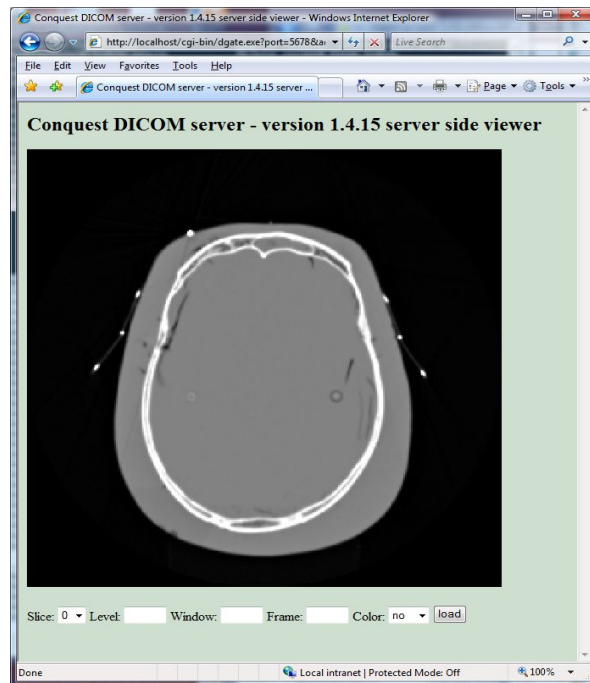 Conquest DICOM server - version 1.4.15 server side viewer - Windows Internet Explorer
http://localhost/cgi-bin/dgate.exe?port=5678&a
Live Search
File Edit View Favorites Tools Help
Conquest DICOM server - version 1.4.15 server ...
Page Tools
Conquest DICOM server - version 1.4.15 server side viewer
Slice: 0 Level: Window: Frame: Color: no load
Done
Local intranet | Protected Mode: Off
100%